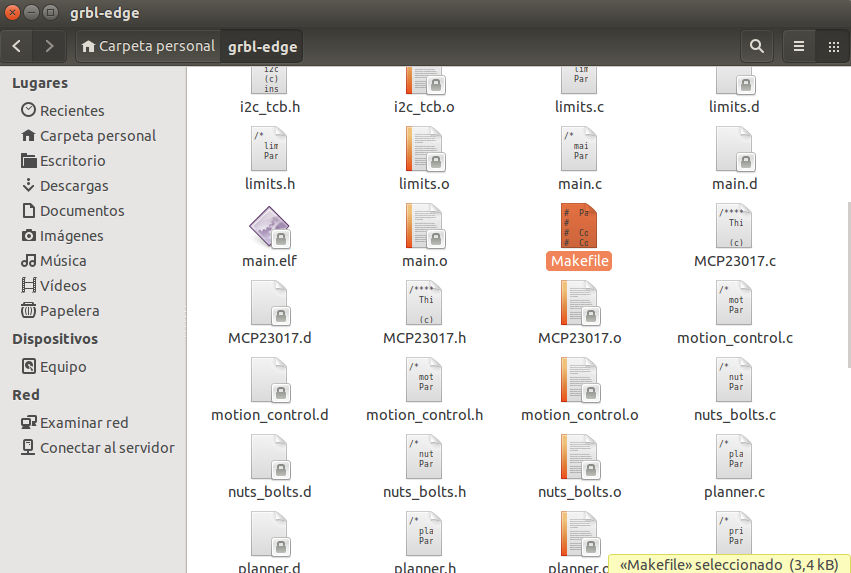 grbl-edge
Carpeta personal
grbl-edge
Lugares
Recientes
Carpeta personal
Escritorio
Descargas
Documentos
Imágenes
Música
Vídeos
Papelera
Dispositivos
Equipo
Red
Examinar red
Conectar al servidor
i2c
(c)
ins
lim
Par
i2c_tcb.h
i2c_tcb.o
limits.c
limits.d
/*
lim
Par
/*
mai
Par
limits.h
limits.o
main.c
main.d
# Pa
#
# Co
# Co
/****
Thi
(c)
main.elf
main.o
Makefile
MCP23017.c
/****
Thi
(c)
/*
mot
Par
MCP23017.d
MCP23017.h
MCP23017.o
motion_control.c
/*
mot
Par
/*
nut
Par
motion_control.d
motion_control.h
motion_control.o
nuts_bolts.c
/*
nut
Par
/*
pla
Par
nuts_bolts.d
nuts_bolts.h
nuts_bolts.o
planner.c
/*
pla
Par
/*
pri
Par
planner.d
planner.h
«Makefile» seleccionado (3,4 kB)